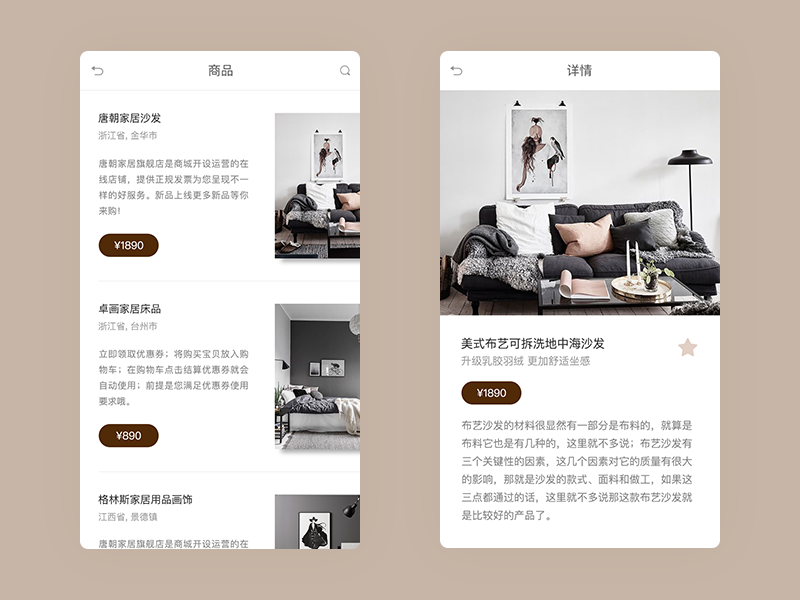 商品
唐朝家居沙发
浙江省, 金华市
唐朝家居旗舰店是商城开设运营的在
线店铺，提供正规发票为您呈现不一
样的好服务。新品上线更多新品等你
来购！
¥1890
卓画家居床品
浙江省, 台州市
立即领取优惠券；将购买宝贝放入购
物车；在购物车点击结算优惠券就会
自动使用；前提是您满足优惠券使用
要求哦。
¥890
格林斯家居用品画饰
江西省, 景德镇
唐朝家居旗舰店是商城开设运营的在
详情
美式布艺可拆洗地中海沙发
升级乳胶羽绒 更加舒适坐感
¥1890
布艺沙发的材料很显然有一部分是布料的，就算是
布料它也是有几种的，这里就不多说；布艺沙发有
三个关键性的因素，这几个因素对它的质量有很大
的影响，那就是沙发的款式、面料和做工，如果这
三点都通过的话，这里就不多说那这款布艺沙发就
是比较好的产品了。